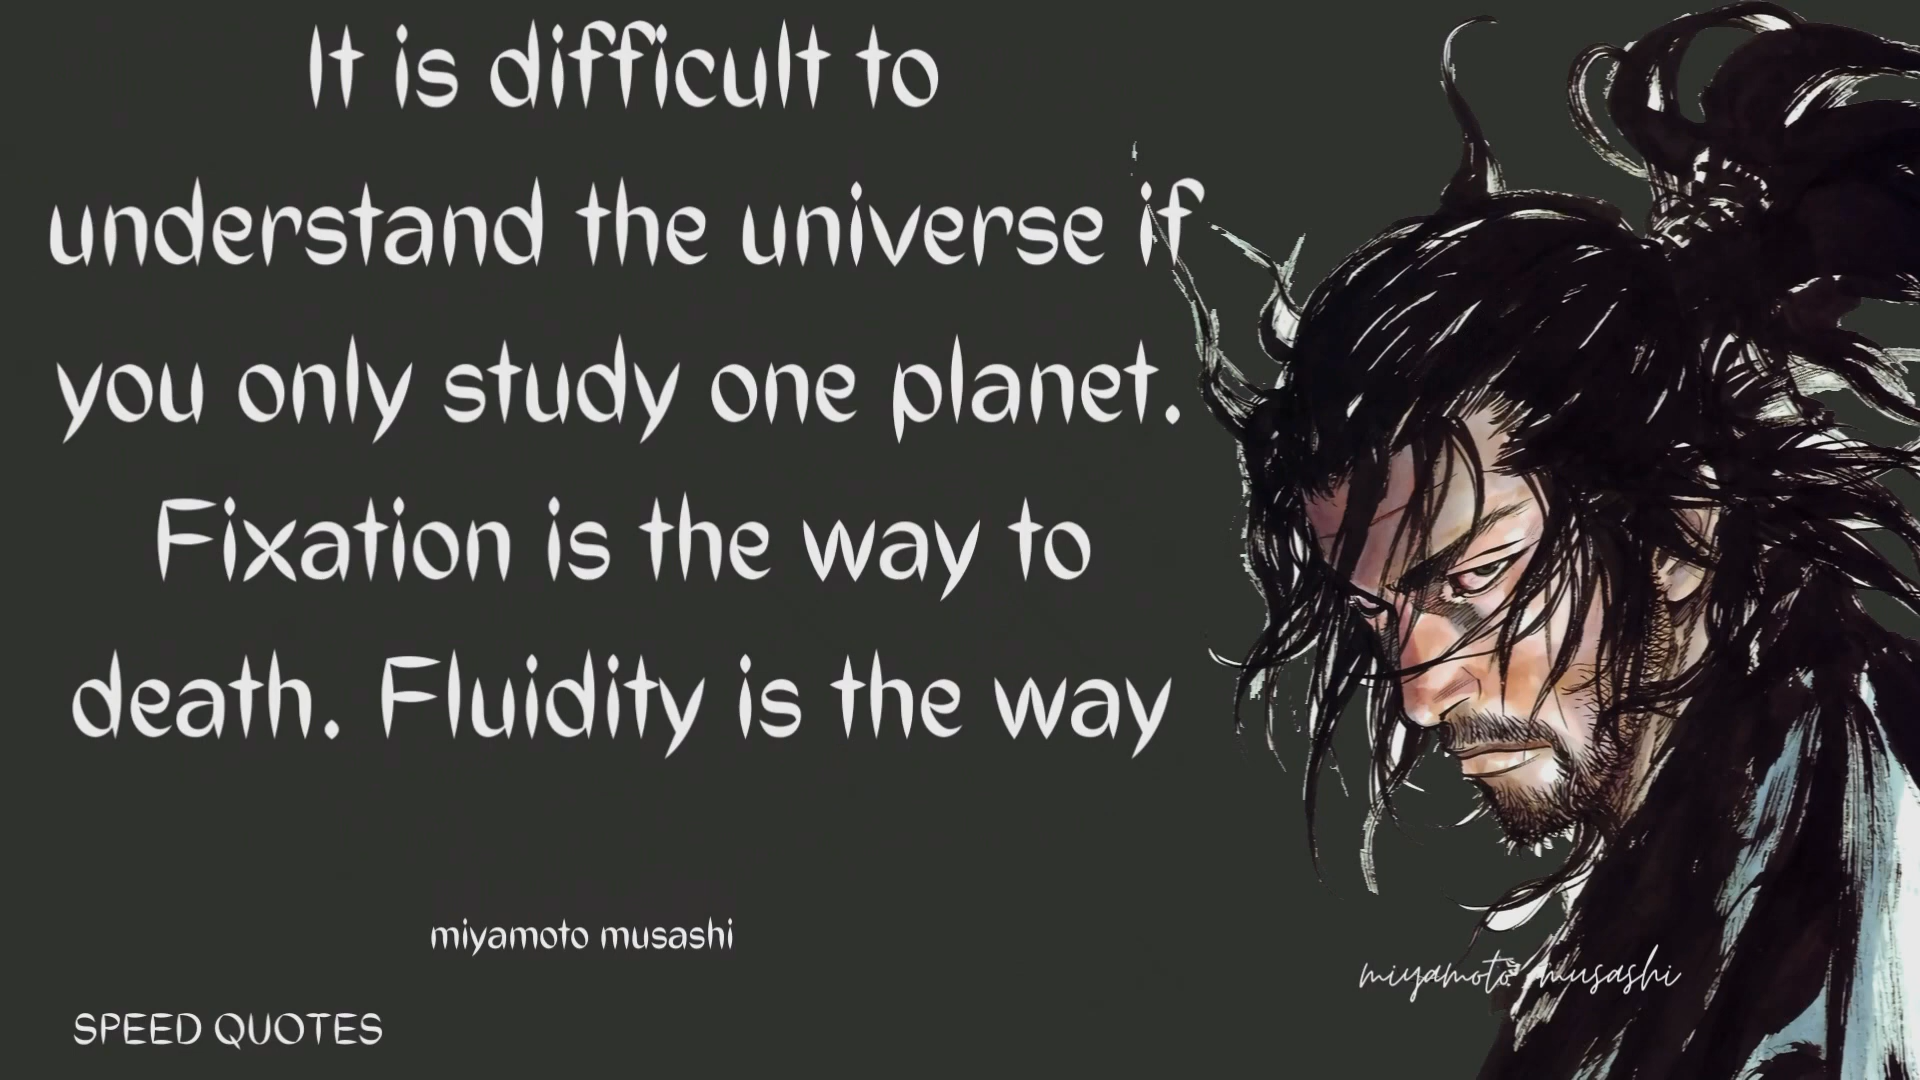 It is difficult to
understand the universe if
you only study one planet.
Fixation is the way to
death. Fluidity is the way
miyamoto musashi
miyamoto musashi
SPEED QUOTES